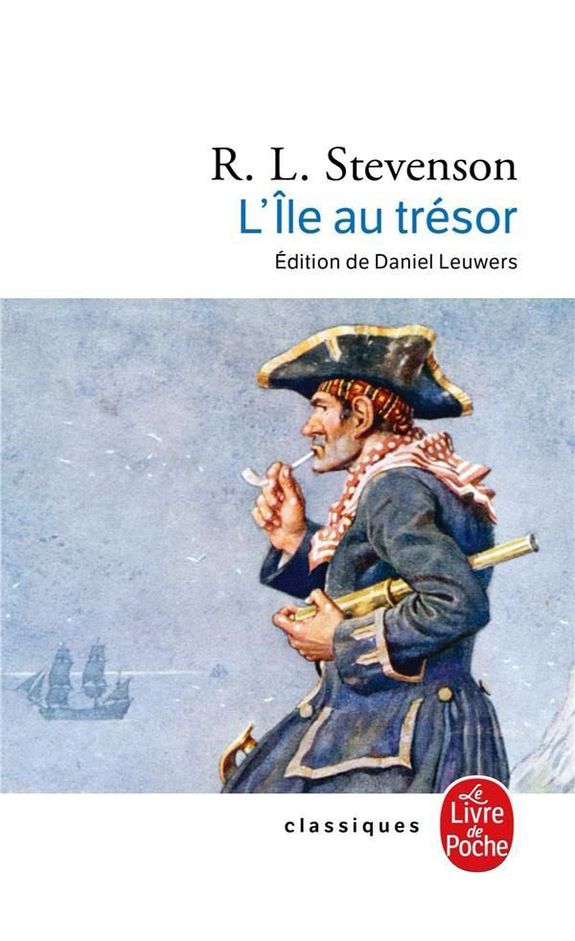 R. L. Stevenson
L'Île au trésor
Édition de Daniel Leuwers
classiques
Le
Livre
de
Poche